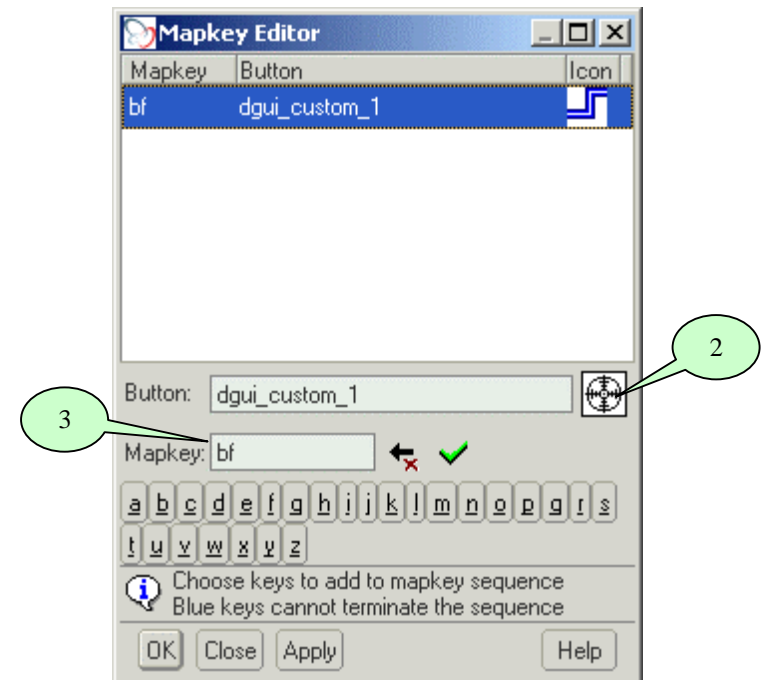 Mapkey Editor
Mapkey Button Icon
bf dgui_custom_1
2
Button: dgui_custom_1
3
Mapkey: bf
a b c d e f g h i j k l m n o p q r s
t u v w x y z
Choose keys to add to mapkey sequence
Blue keys cannot terminate the sequence
OK Close Apply Help